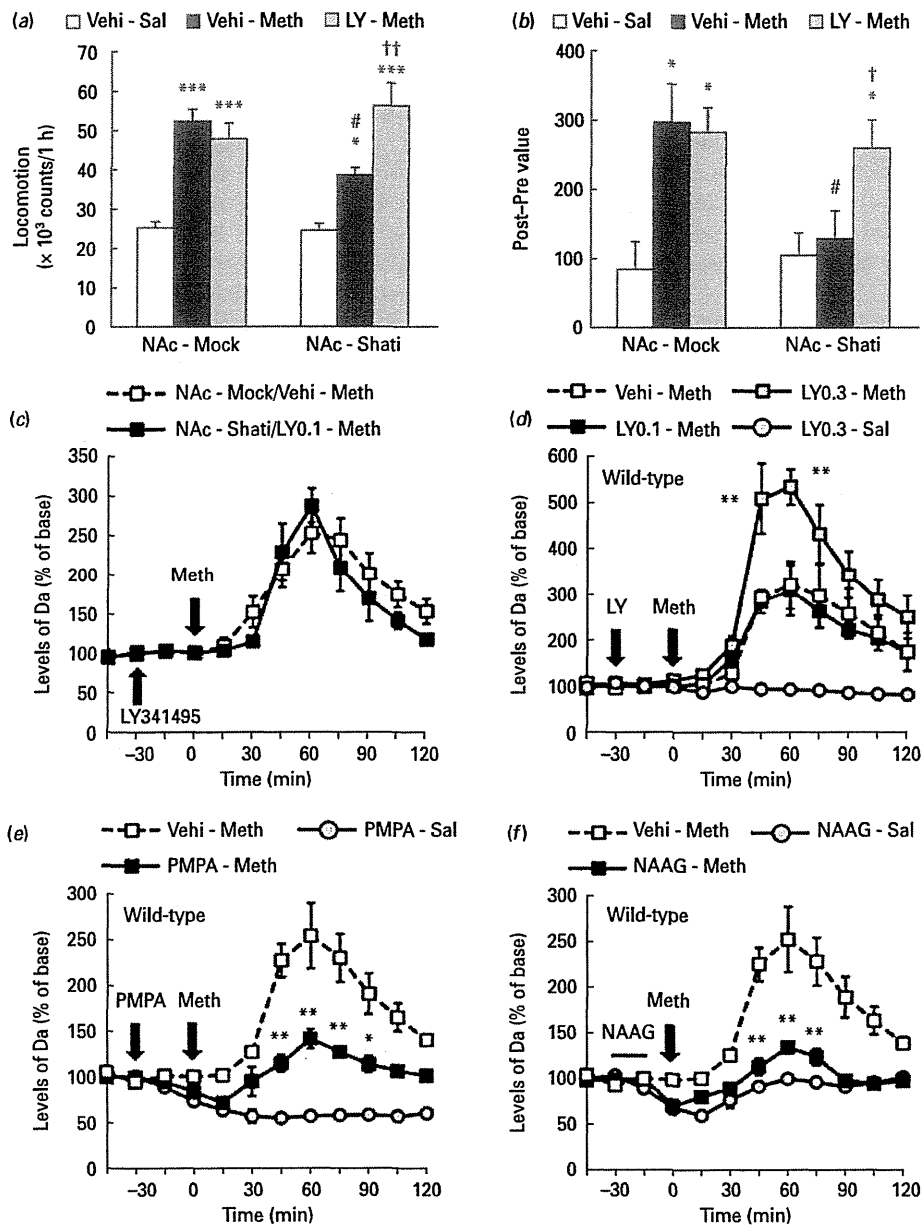 (a) Vehi - Sal Vehi - Meth LY - Meth
70
60
50
40
30
20
10
0
Locomotion
(× 10³ counts/1 h)
***
***
#
*
††
***
NAc - Mock NAc - Shati
(b) Vehi - Sal Vehi - Meth LY - Meth
400
300
200
100
0
Post–Pre value
*
*
#
†
*
NAc - Mock NAc - Shati
(c) NAc - Mock/Vehi - Meth
NAc - Shati/LY0.1 - Meth
350
300
250
200
150
100
50
0
Levels of Da (% of base)
Meth
LY341495
–30 0 30 60 90 120
Time (min)
(d) Vehi - Meth LY0.3 - Meth
LY0.1 - Meth LY0.3 - Sal
600
500
400
300
200
100
0
Levels of Da (% of base)
Wild-type
** **
LY Meth
–30 0 30 60 90 120
Time (min)
(e) Vehi - Meth PMPA - Sal
PMPA - Meth
300
250
200
150
100
50
0
Levels of Da (% of base)
Wild-type
PMPA Meth
** ** ** *
–30 0 30 60 90 120
Time (min)
(f) Vehi - Meth NAAG - Sal
NAAG - Meth
300
250
200
150
100
50
0
Levels of Da (% of base)
Wild-type
Meth
NAAG
** ** **
–30 0 30 60 90 120
Time (min)